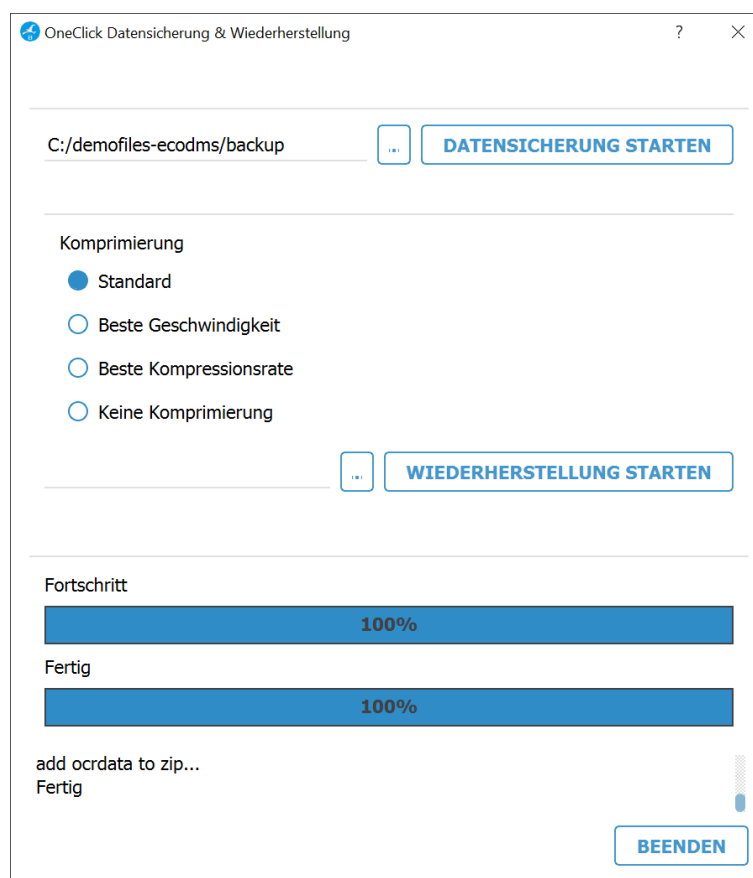 OneClick Datensicherung & Wiederherstellung ?
C:/demofiles-ecodms/backup ... DATENSICHERUNG STARTEN
Komprimierung
Standard
Beste Geschwindigkeit
Beste Kompressionsrate
Keine Komprimierung
... WIEDERHERSTELLUNG STARTEN
Fortschritt
100%
Fertig
100%
add ocrdata to zip...
Fertig
BEENDEN